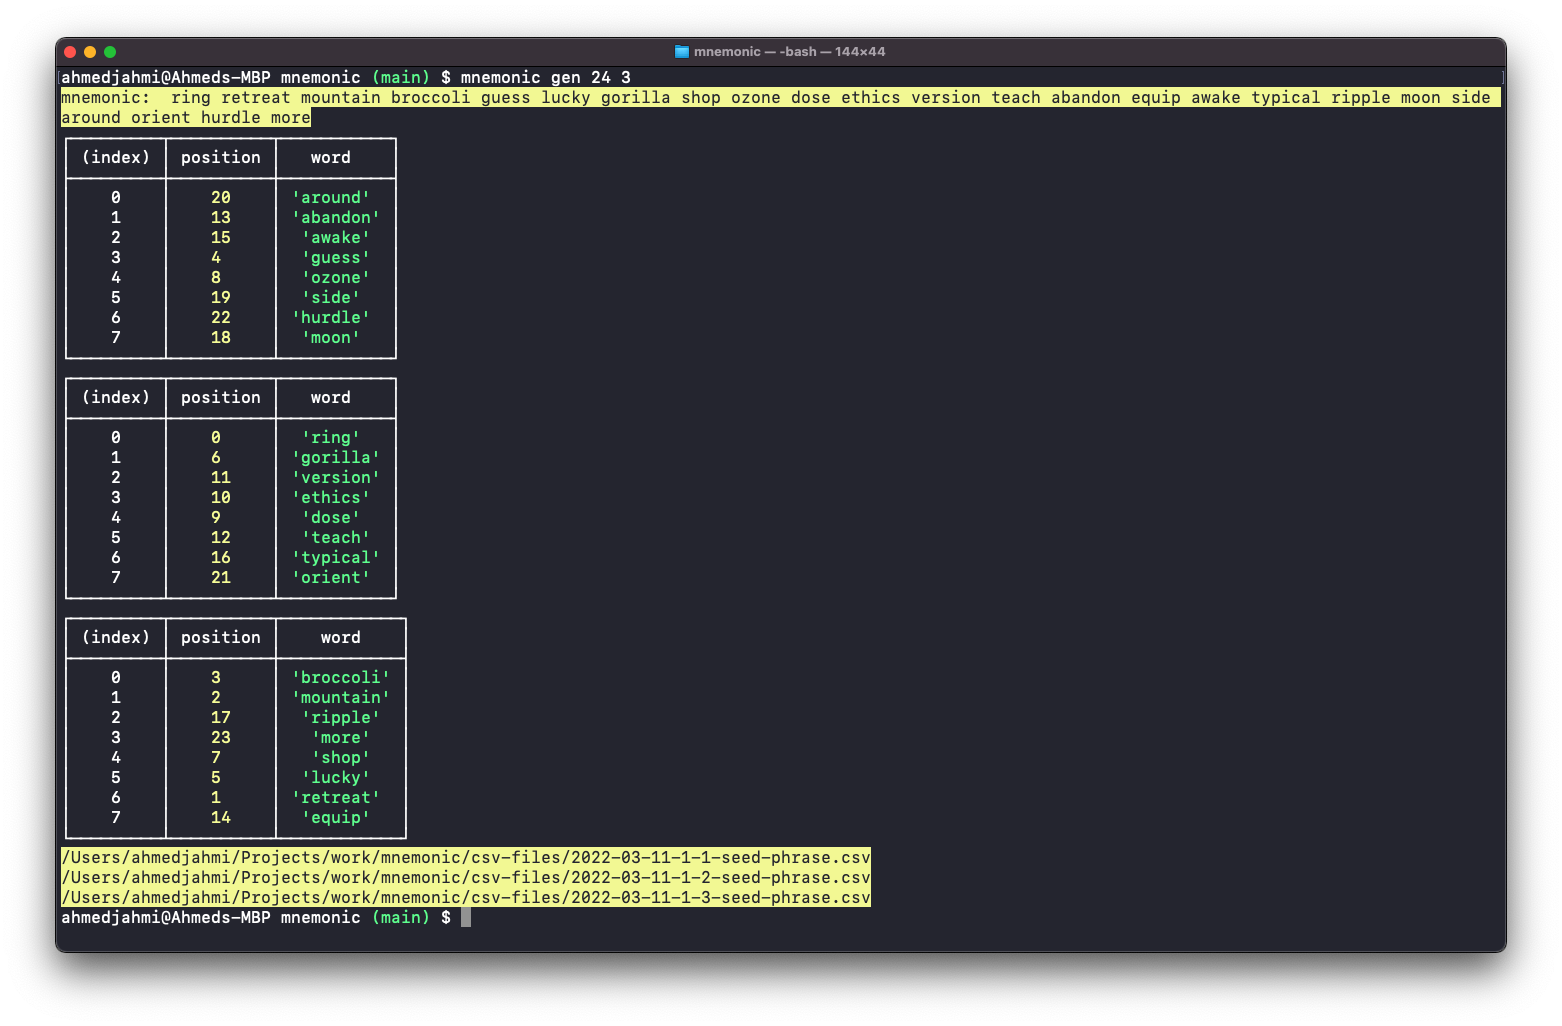 mnemonic — -bash — 144×44
ahmedjahmi@Ahmeds-MBP mnemonic (main) $ mnemonic gen 24 3
mnemonic:  ring retreat mountain broccoli guess lucky gorilla shop ozone dose ethics version teach abandon equip awake typical ripple moon side
around orient hurdle more
(index) position word
0 20 'around'
1 13 'abandon'
2 15 'awake'
3 4 'guess'
4 8 'ozone'
5 19 'side'
6 22 'hurdle'
7 18 'moon'
(index) position word
0 0 'ring'
1 6 'gorilla'
2 11 'version'
3 10 'ethics'
4 9 'dose'
5 12 'teach'
6 16 'typical'
7 21 'orient'
(index) position word
0 3 'broccoli'
1 2 'mountain'
2 17 'ripple'
3 23 'more'
4 7 'shop'
5 5 'lucky'
6 1 'retreat'
7 14 'equip'
/Users/ahmedjahmi/Projects/work/mnemonic/csv-files/2022-03-11-1-1-seed-phrase.csv
/Users/ahmedjahmi/Projects/work/mnemonic/csv-files/2022-03-11-1-2-seed-phrase.csv
/Users/ahmedjahmi/Projects/work/mnemonic/csv-files/2022-03-11-1-3-seed-phrase.csv
ahmedjahmi@Ahmeds-MBP mnemonic (main) $